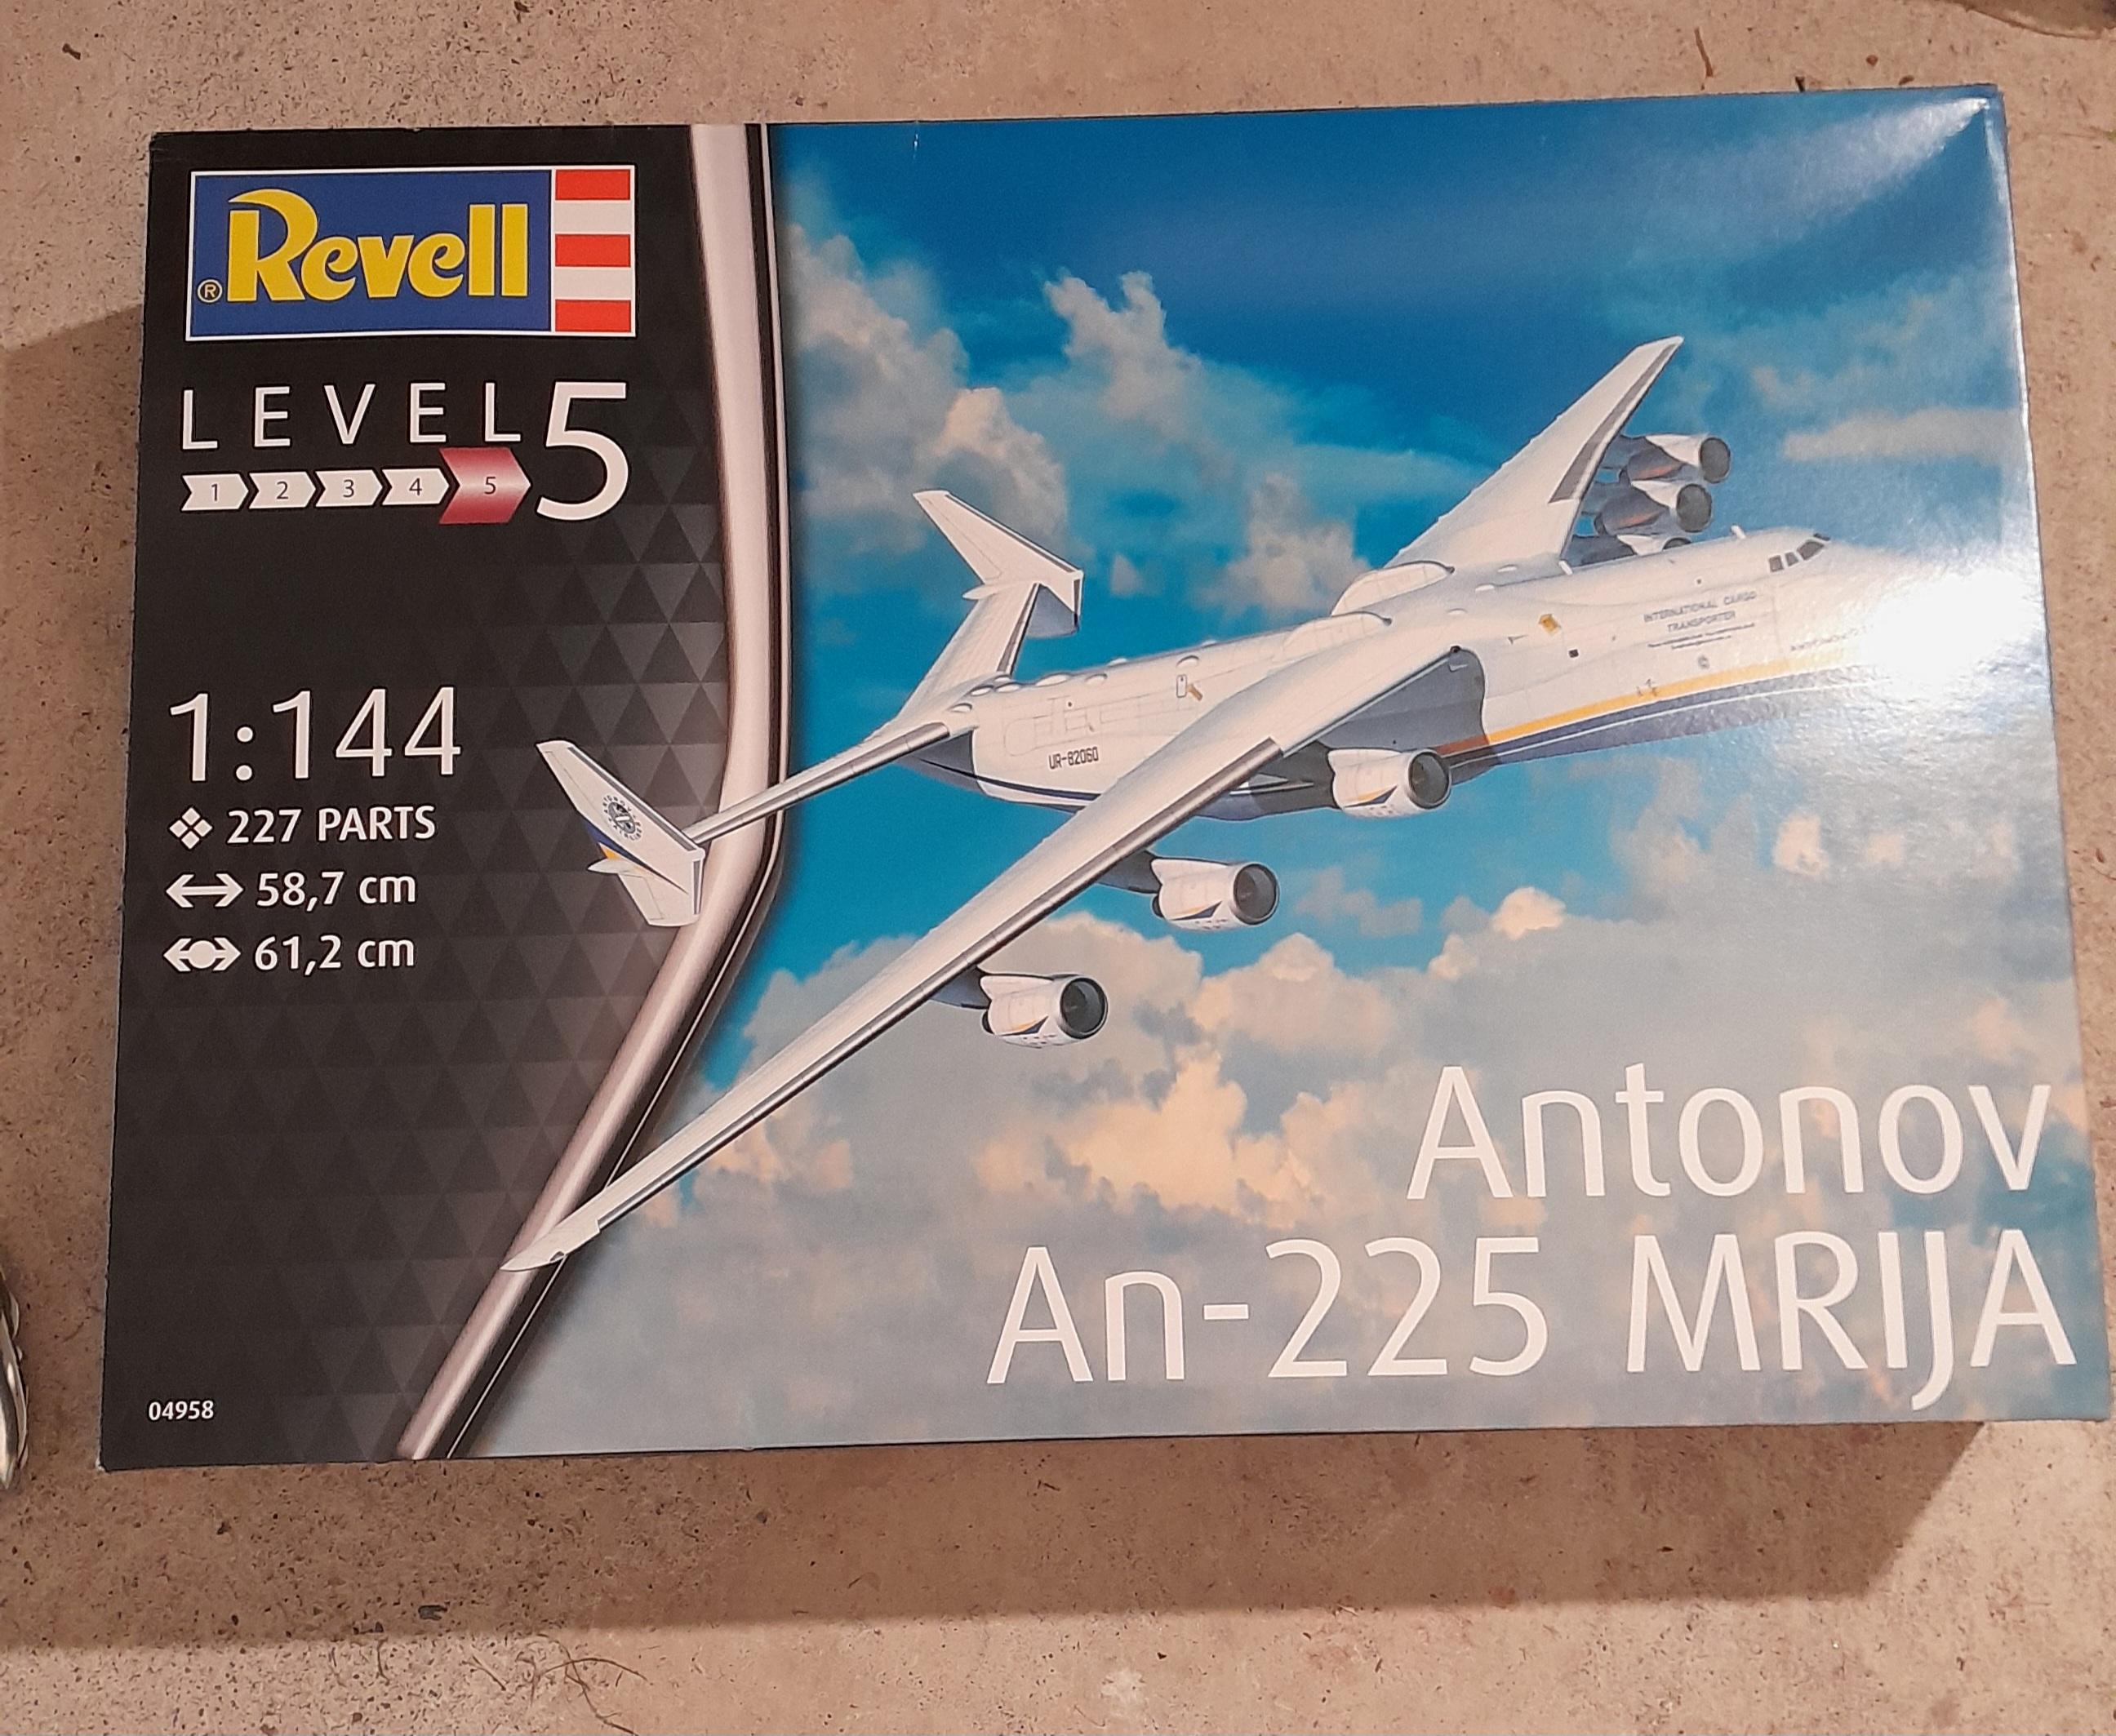 Revell
®
LEVEL 5
1 2 3 4 5
1:144
227 PARTS
58,7 cm
61,2 cm
04958
UR-82060
INTERNATIONAL CARGO
TRANSPORTER
Antonov
An-225 MRIJA